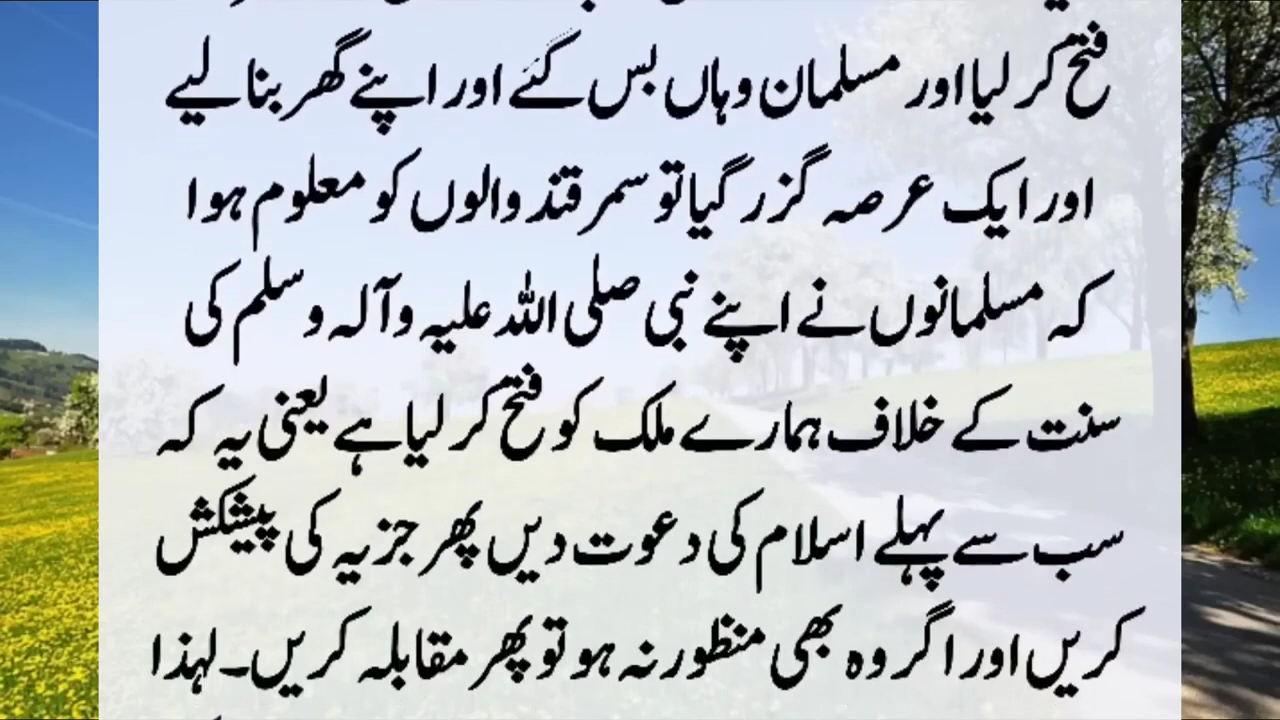 فتح کر لیا اور مسلمان وہاں بس گئے اور اپنے گھر بنا لیے
اور ایک عرصہ گزر گیا تو سمرقند والوں کو معلوم ہوا
کہ مسلمانوں نے اپنے نبی صلی اللہ علیہ وآلہ وسلم کی
سنت کے خلاف ہمارے ملک کو فتح کر لیا ہے یعنی یہ کہ
سب سے پہلے اسلام کی دعوت دیں پھر جزیہ کی پیشکش
کریں اور اگر وہ بھی منظور نہ ہو تو پھر مقابلہ کریں۔ لہذا